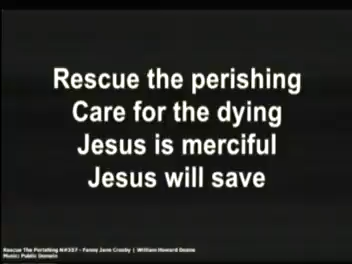 Rescue the perishing
Care for the dying
Jesus is merciful
Jesus will save
Rescue The Perishing N#337 - Fanny Jane Crosby | William Howard Doane
Music: Public Domain